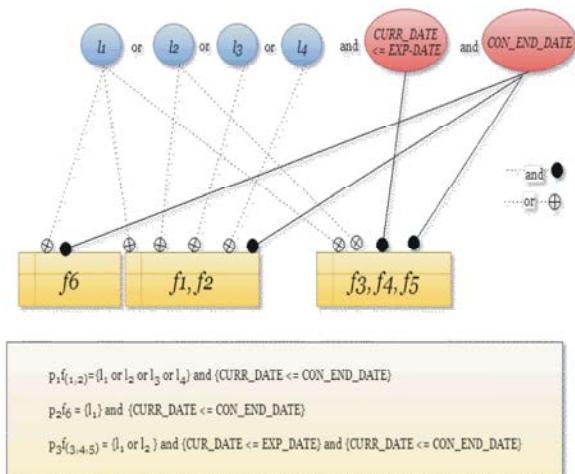 CURR_DATE
l1 or l2 or l3 or l4 and <= EXP-DATE and CON_END_DATE
and
or
f6 f1, f2 f3, f4, f5
p1f(1,2)={l1 or l2 or l3 or l4} and {CURR_DATE <= CON_END_DATE}
p2f6 = {l1} and {CURR_DATE <= CON_END_DATE}
p3f(3,4,5) = {l1 or l2 } and {CUR_DATE <= EXP_DATE} and {CURR_DATE <= CON_END_DATE}